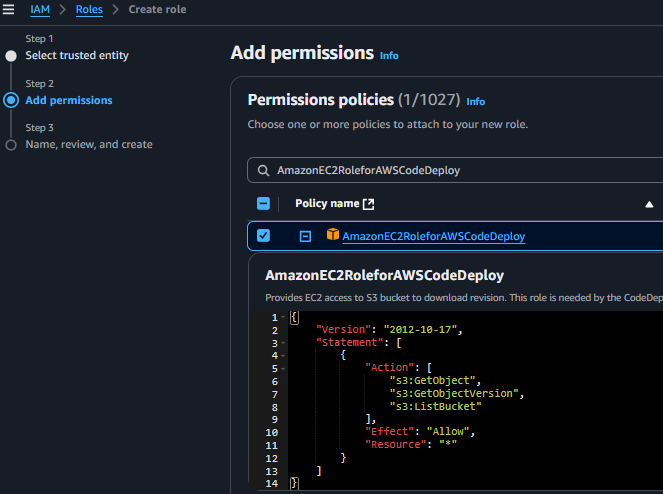 IAM > Roles > Create role
Step 1
Select trusted entity
Step 2
Add permissions
Step 3
Name, review, and create
Add permissions Info
Permissions policies (1/1027) Info
Choose one or more policies to attach to your new role.
AmazonEC2RoleforAWSCodeDeploy
Policy name
AmazonEC2RoleforAWSCodeDeploy
AmazonEC2RoleforAWSCodeDeploy
Provides EC2 access to S3 bucket to download revision. This role is needed by the CodeDep
1 {
2 "Version": "2012-10-17",
3 "Statement": [
4 {
5 "Action": [
6 "s3:GetObject",
7 "s3:GetObjectVersion",
8 "s3:ListBucket"
9 ],
10 "Effect": "Allow",
11 "Resource": "*"
12 }
13 ]
14 }